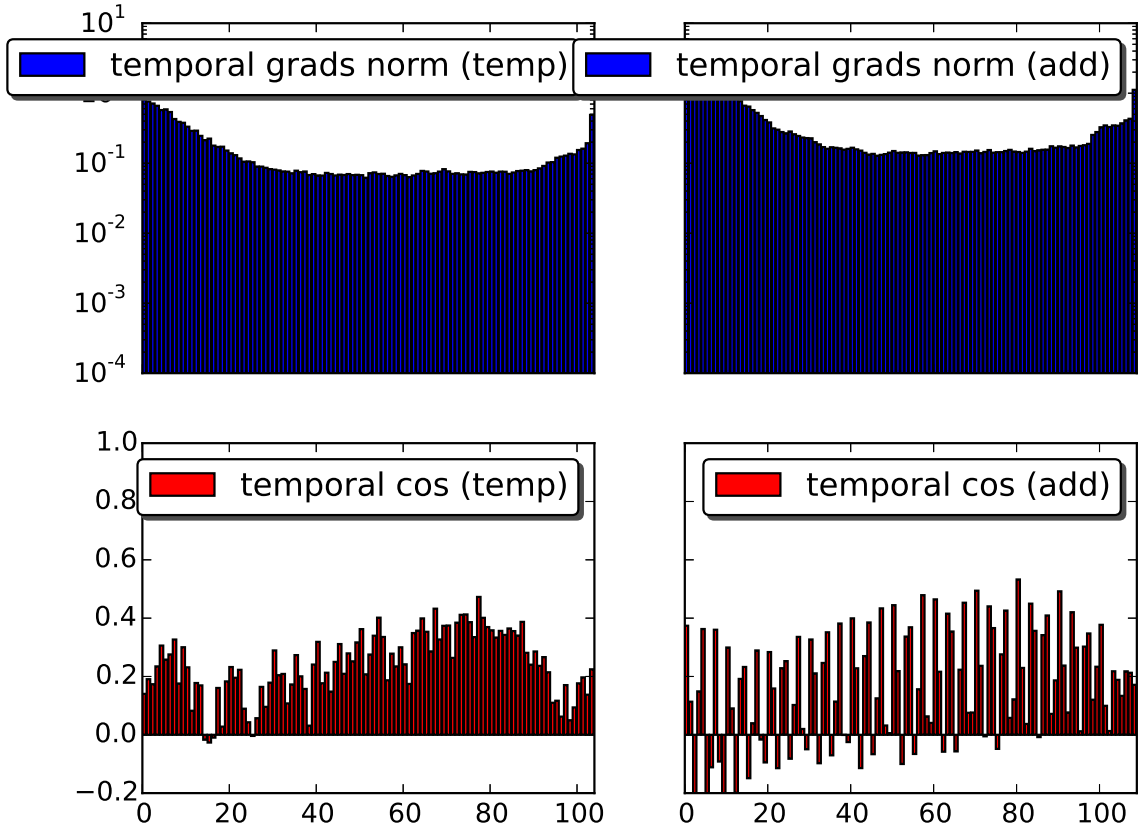 10^1
temporal grads norm (temp)
temporal grads norm (add)
10^-1
10^-2
10^-3
10^-4
1.0
temporal cos (temp)
temporal cos (add)
0.8
0.6
0.4
0.2
0.0
−0.2
0 20 40 60 80 100
0 20 40 60 80 100